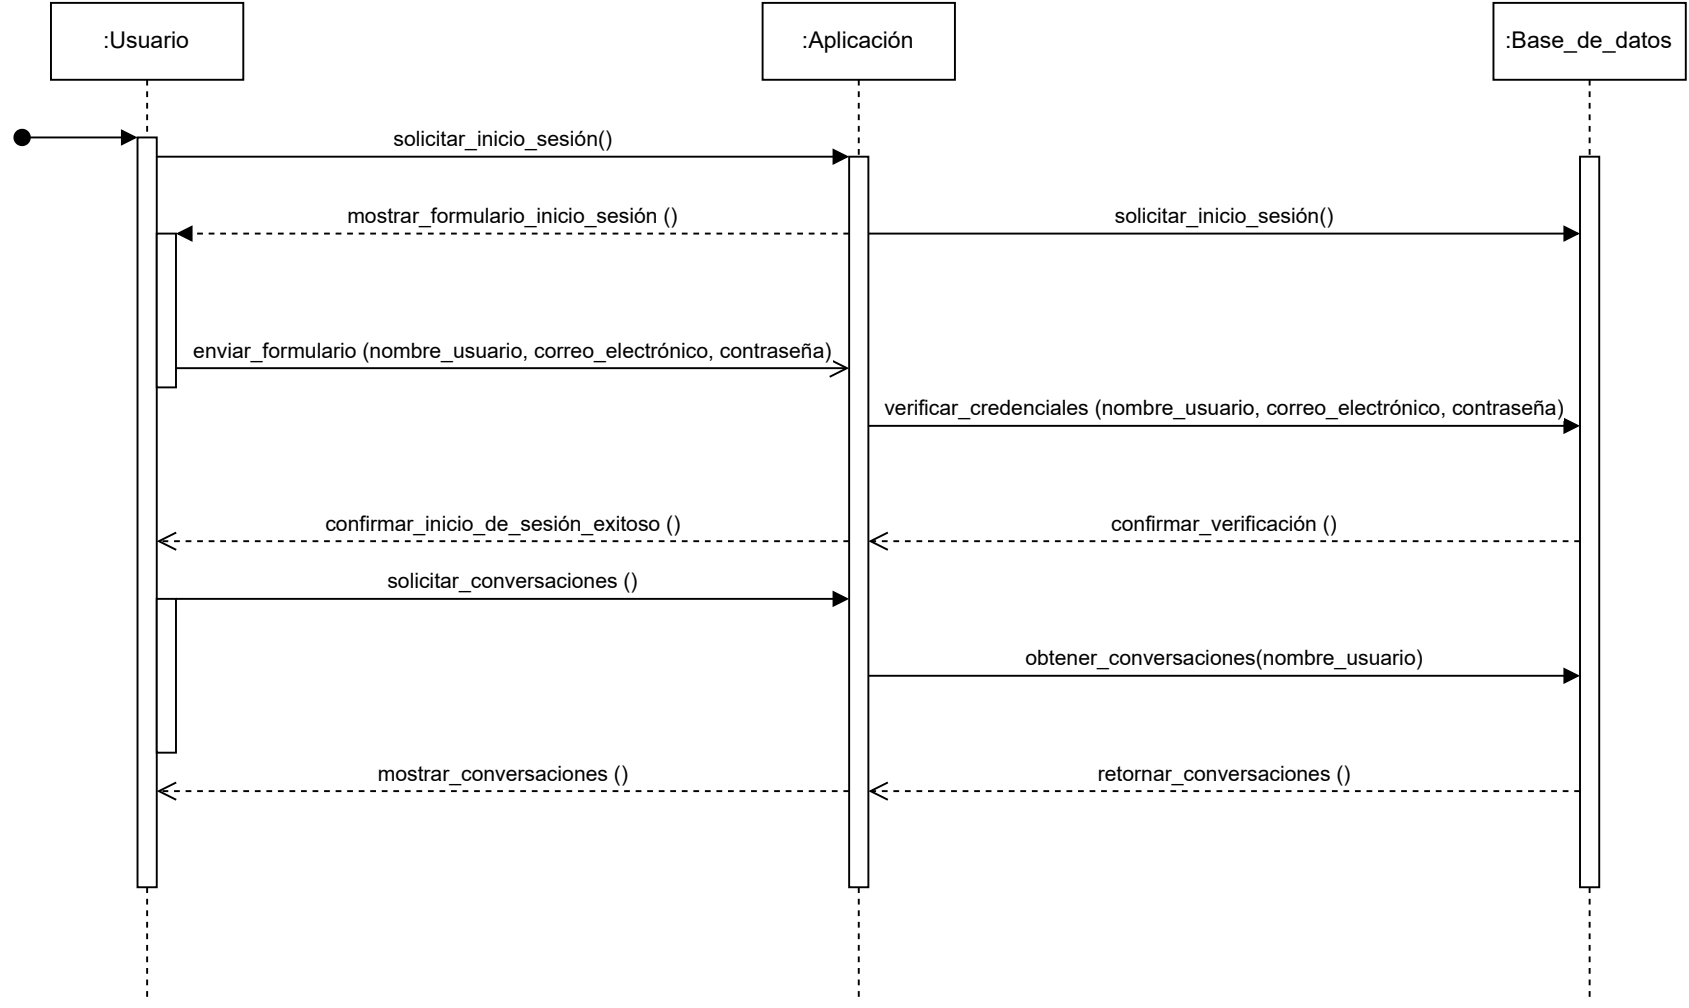 :Usuario
:Aplicación
:Base_de_datos
solicitar_inicio_sesión()
mostrar_formulario_inicio_sesión ()
solicitar_inicio_sesión()
enviar_formulario (nombre_usuario, correo_electrónico, contraseña)
verificar_credenciales (nombre_usuario, correo_electrónico, contraseña)
confirmar_inicio_de_sesión_exitoso ()
confirmar_verificación ()
solicitar_conversaciones ()
obtener_conversaciones(nombre_usuario)
mostrar_conversaciones ()
retornar_conversaciones ()